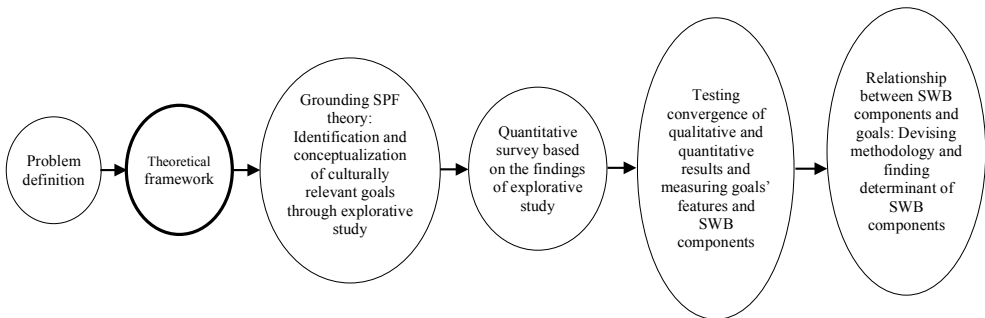 Problem
definition
Theoretical
framework
Grounding SPF
theory:
Identification and
conceptualization
of culturally
relevant goals
through explorative
study
Quantitative
survey based
on the findings
of explorative
study
Testing
convergence of
qualitative and
quantitative
results and
measuring goals’
features and
SWB
components
Relationship
between SWB
components and
goals: Devising
methodology and
finding
determinant of
SWB
components